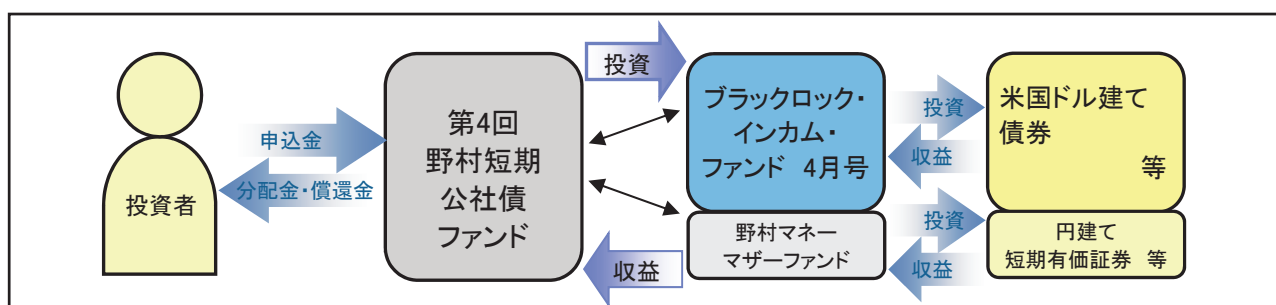 投資者
申込金
分配金・償還金
第4回
野村短期
公社債
ファンド
投資
収益
ブラックロック・
インカム・
ファンド 4月号
野村マネー
マザーファンド
投資
収益
投資
収益
米国ドル建て
債券
等
円建て
短期有価証券 等